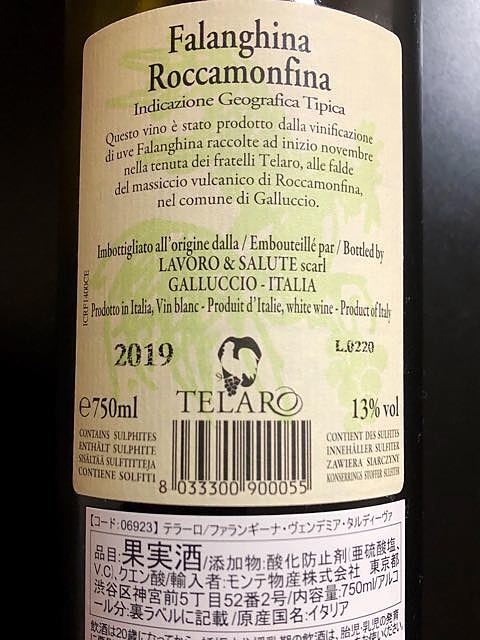 Falanghina
Roccamonfina
Indicazione Geografica Tipica
Questo vino è stato prodotto dalla vinificazione
di uve Falanghina raccolte ad inizio novembre
nella tenuta dei fratelli Telaro, alle falde
del massiccio vulcanico di Roccamonfina,
nel comune di Galluccio.
Imbottigliato all'origine dalla / Embouteillé par / Bottled by
LAVORO & SALUTE scarl
GALLUCCIO - ITALIA
Prodotto in Italia, Vin blanc - Produit d'Italie, white wine - Product of Italy
ICRFI400CE
2019
L.0220
℮750ml
TELARO
13% vol
CONTAINS SULPHITES
ENTHÄLT SULPHITE
SISÄLTÄÄ SULFITITTEJA
CONTIENE SOLFITI
CONTIENT DES SULFITES
INNEHÅLLER SULFITER
ZAWIERA SIARCZYNY
KONSERRINGS STOFFER SULFITER
8 033300 900055
【コード:06923】テラーロ/ファランギーナ・ヴェンデミア・タルディーヴァ
品目:果実酒/添加物:酸化防止剤(亜硫酸塩、
V.C)、クエン酸/輸入者:モンテ物産株式会社 東京都
渋谷区神宮前5丁目52番2号/内容量:750ml/アルコ
ール分:裏ラベルに記載/原産国名:イタリア